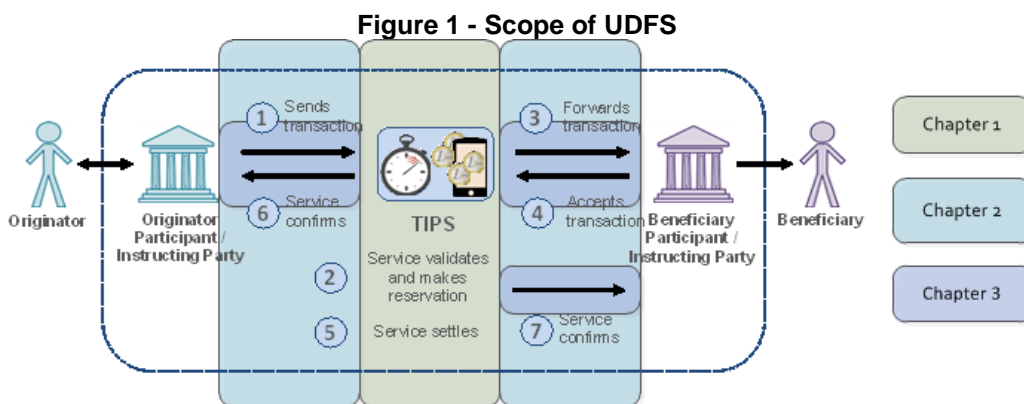 Figure 1 - Scope of UDFS
1 Sends
transaction
3 Forwards
transaction
6 Service
confirms
4 Accepts
transaction
Originator
Originator
Participant /
Instructing Party
TIPS
Beneficiary
Participant /
Instructing Party
Beneficiary
2 Service validates
and makes
reservation
5 Service settles
7 Service
confirms
Chapter 1
Chapter 2
Chapter 3